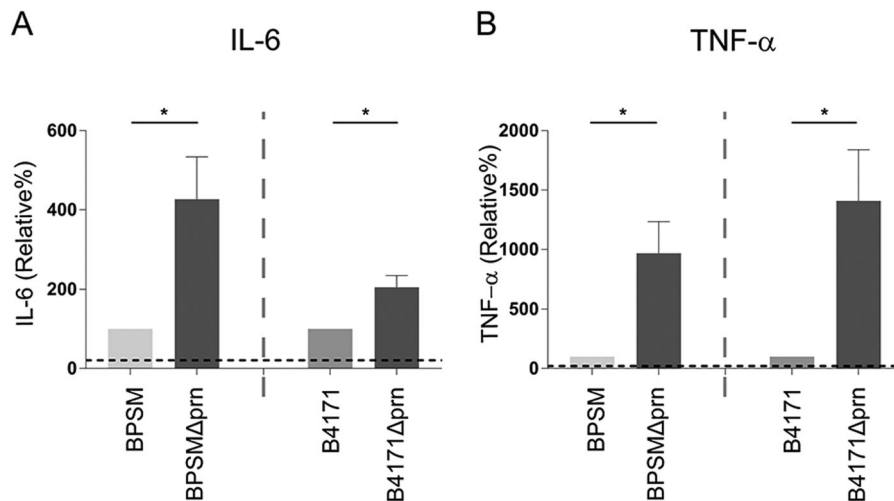 A
IL-6
*
*
IL-6 (Relative%)
600
400
200
0
BPSM
BPSMΔprn
B4171
B4171Δprn
B
TNF-α
*
*
TNF-α (Relative%)
2000
1500
1000
500
0
BPSM
BPSMΔprn
B4171
B4171Δprn